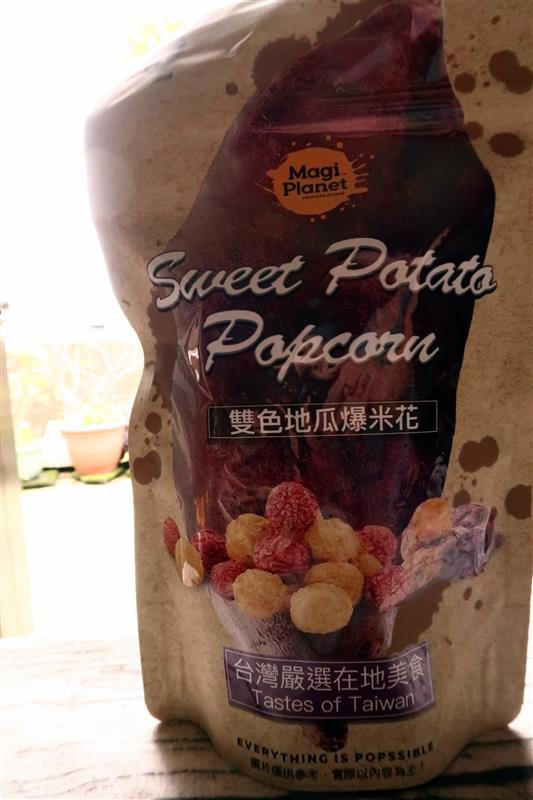 Magi
Planet
Sweet Potato
Popcorn
雙色地瓜爆米花
台灣嚴選在地美食
Tastes of Taiwan
EVERYTHING IS POPSSIBLE
圖片僅供參考,實際以內容為主!